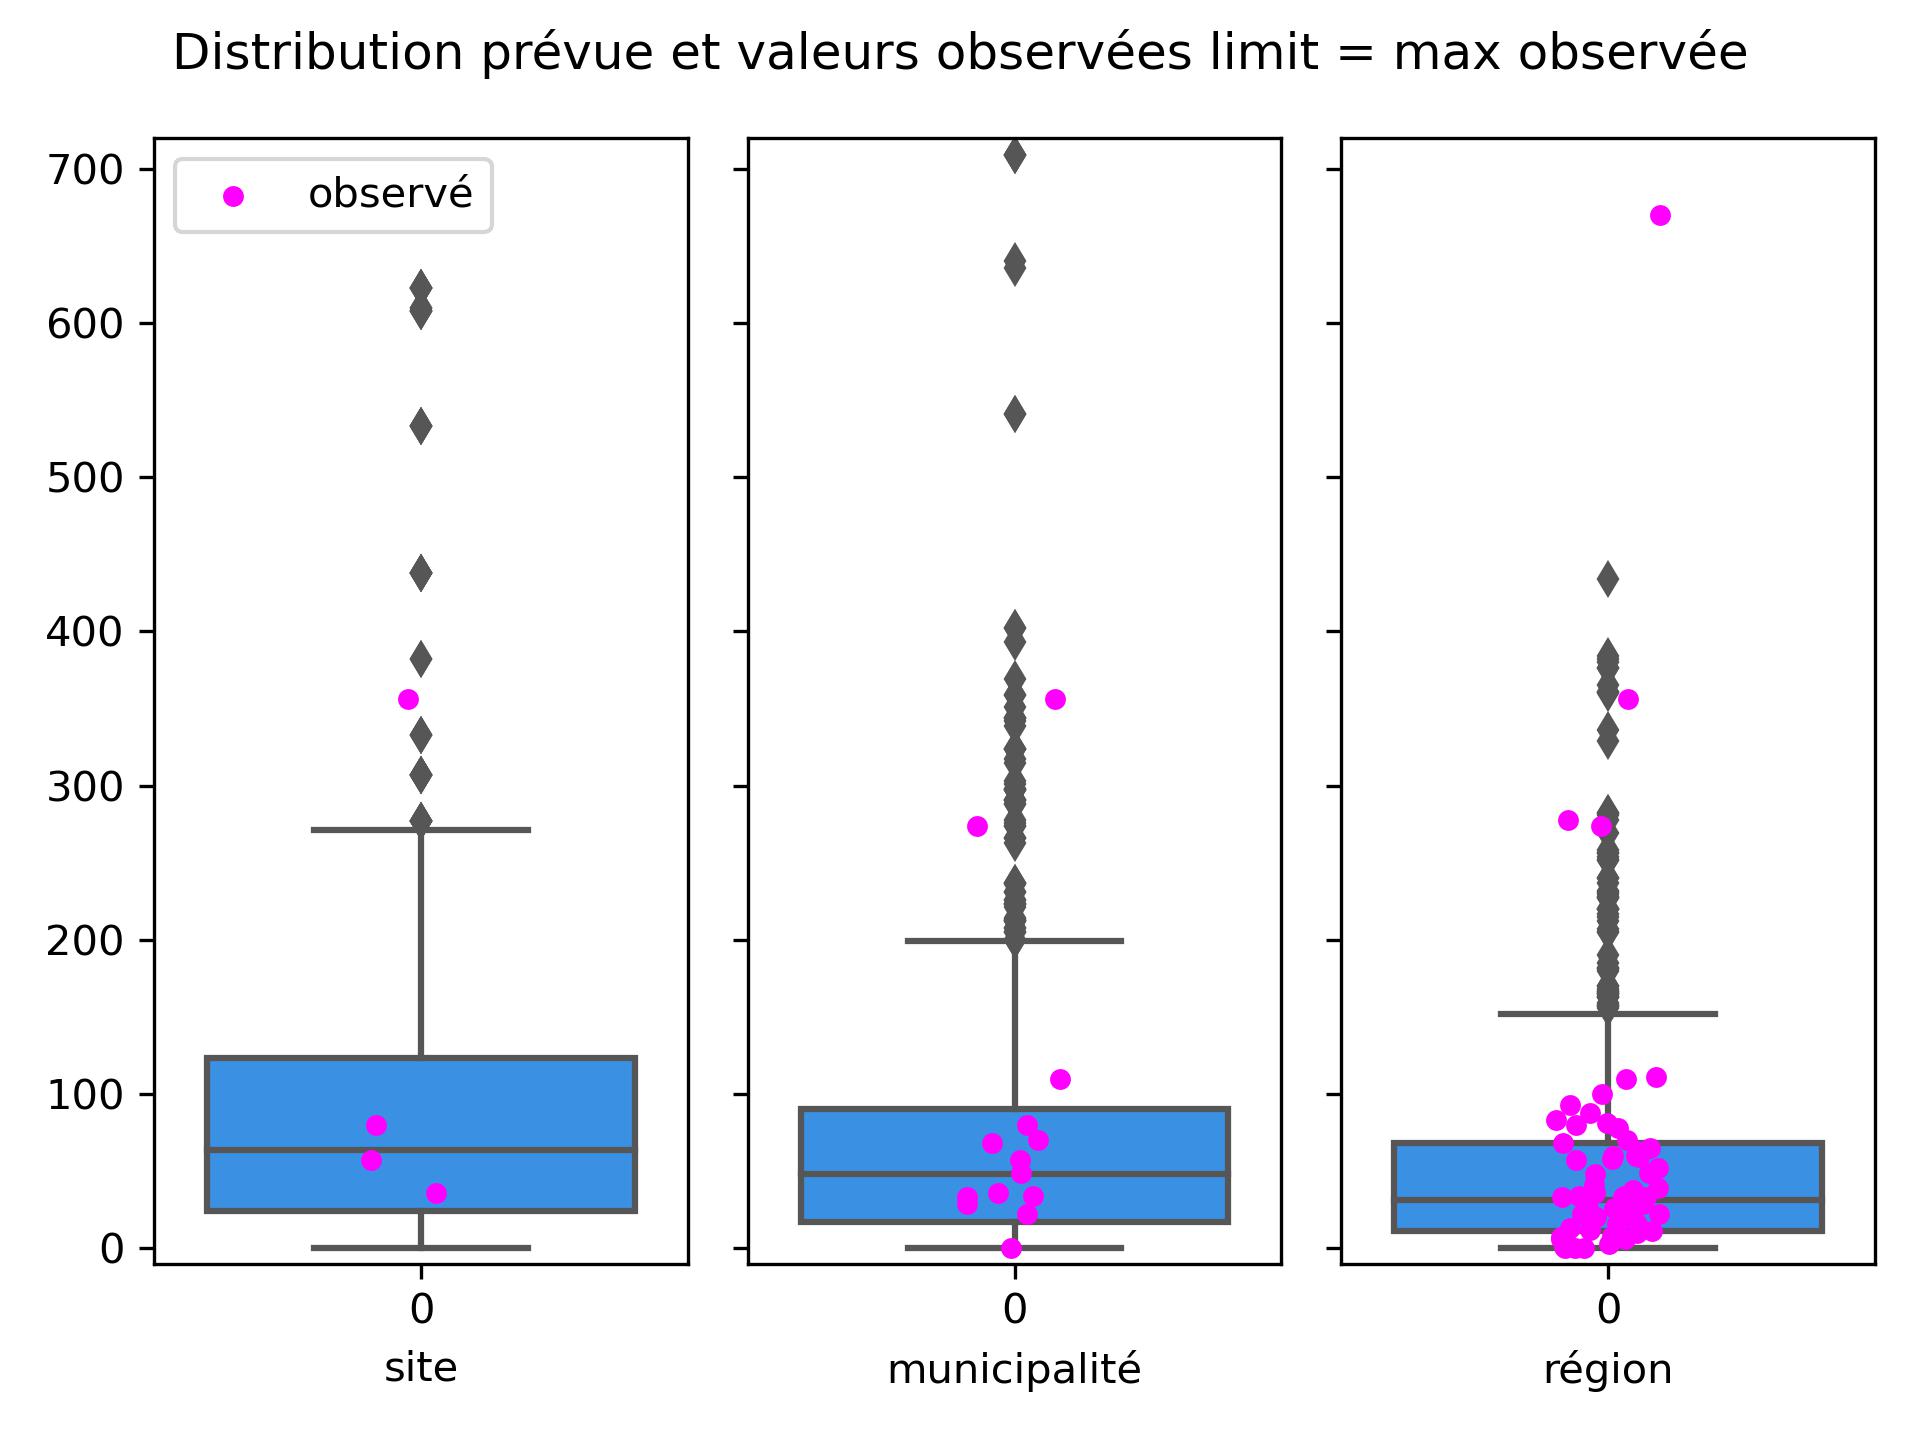 Distribution prévue et valeurs observées limit = max observée
observé
700
600
500
400
300
200
100
0
0
0
0
site
municipalité
région